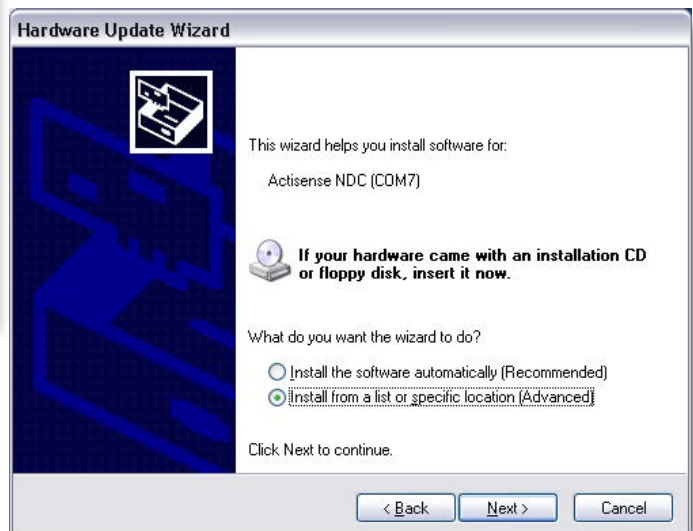 Hardware Update Wizard
This wizard helps you install software for:
Actisense NDC (COM7)
If your hardware came with an installation CD
or floppy disk, insert it now.
What do you want the wizard to do?
Install the software automatically (Recommended)
Install from a list or specific location (Advanced)
Click Next to continue.
< Back Next > Cancel